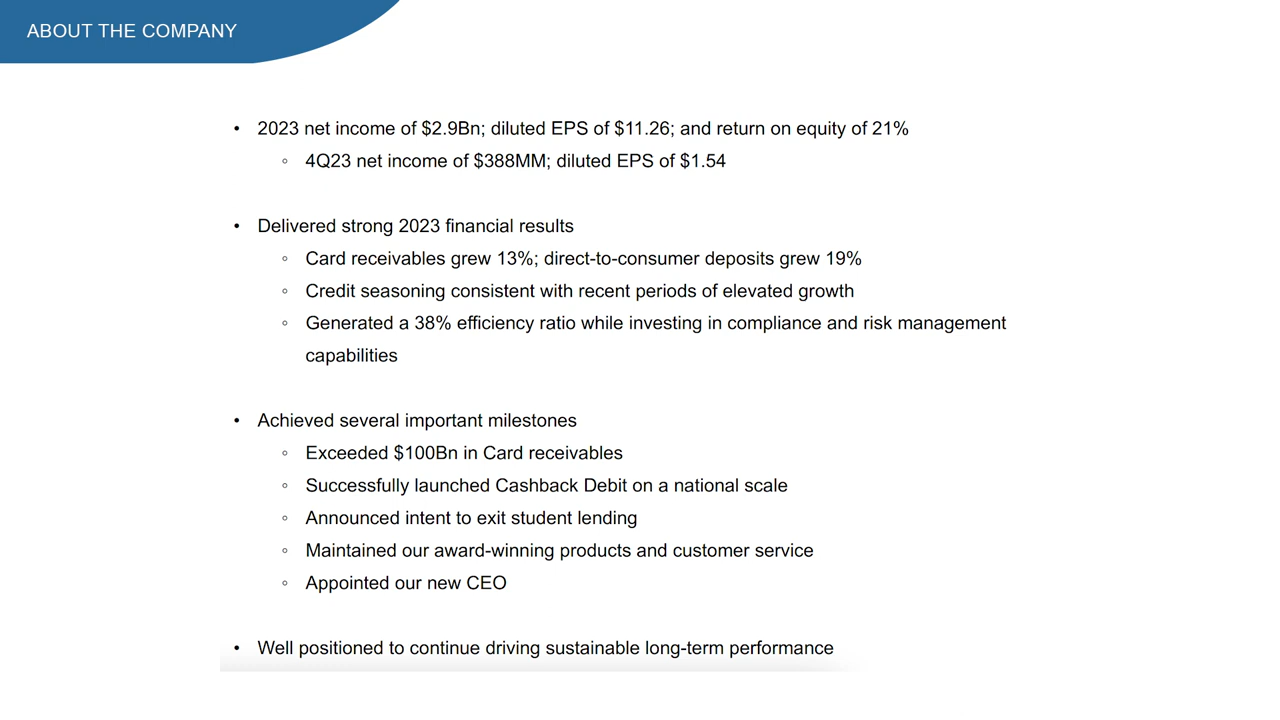 ABOUT THE COMPANY
• 2023 net income of $2.9Bn; diluted EPS of $11.26; and return on equity of 21%
◦ 4Q23 net income of $388MM; diluted EPS of $1.54
• Delivered strong 2023 financial results
◦ Card receivables grew 13%; direct-to-consumer deposits grew 19%
◦ Credit seasoning consistent with recent periods of elevated growth
◦ Generated a 38% efficiency ratio while investing in compliance and risk management
capabilities
• Achieved several important milestones
◦ Exceeded $100Bn in Card receivables
◦ Successfully launched Cashback Debit on a national scale
◦ Announced intent to exit student lending
◦ Maintained our award-winning products and customer service
◦ Appointed our new CEO
• Well positioned to continue driving sustainable long-term performance